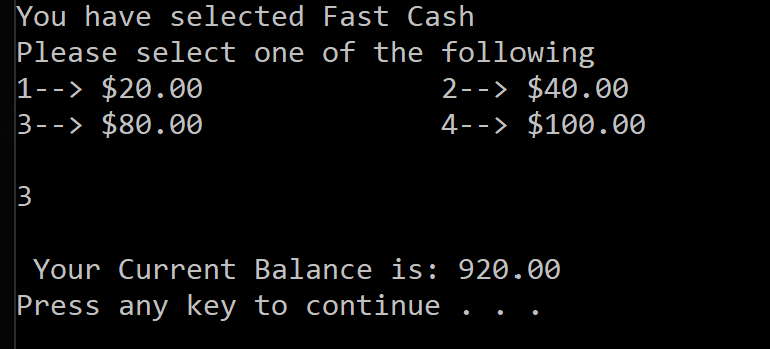 You have selected Fast Cash
Please select one of the following
1--> $20.00                         2--> $40.00
3--> $80.00                         4--> $100.00
3
Your Current Balance is: 920.00
Press any key to continue . . .